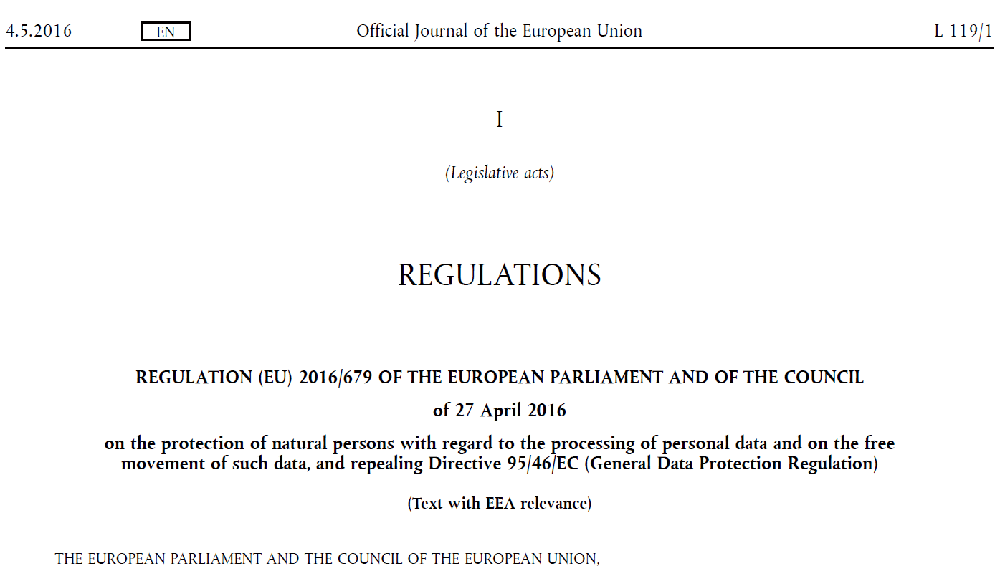 4.5.2016 EN Official Journal of the European Union L 119/1
I
(Legislative acts)
REGULATIONS
REGULATION (EU) 2016/679 OF THE EUROPEAN PARLIAMENT AND OF THE COUNCIL
of 27 April 2016
on the protection of natural persons with regard to the processing of personal data and on the free
movement of such data, and repealing Directive 95/46/EC (General Data Protection Regulation)
(Text with EEA relevance)
THE EUROPEAN PARLIAMENT AND THE COUNCIL OF THE EUROPEAN UNION,